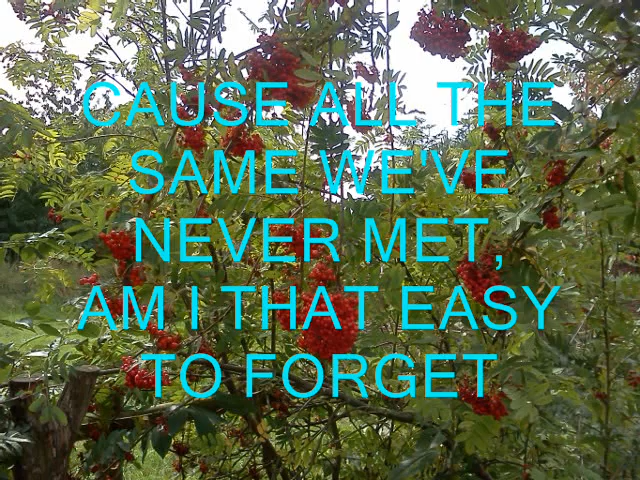 CAUSE ALL THE
SAME WE'VE
NEVER MET,
AM I THAT EASY
TO FORGET